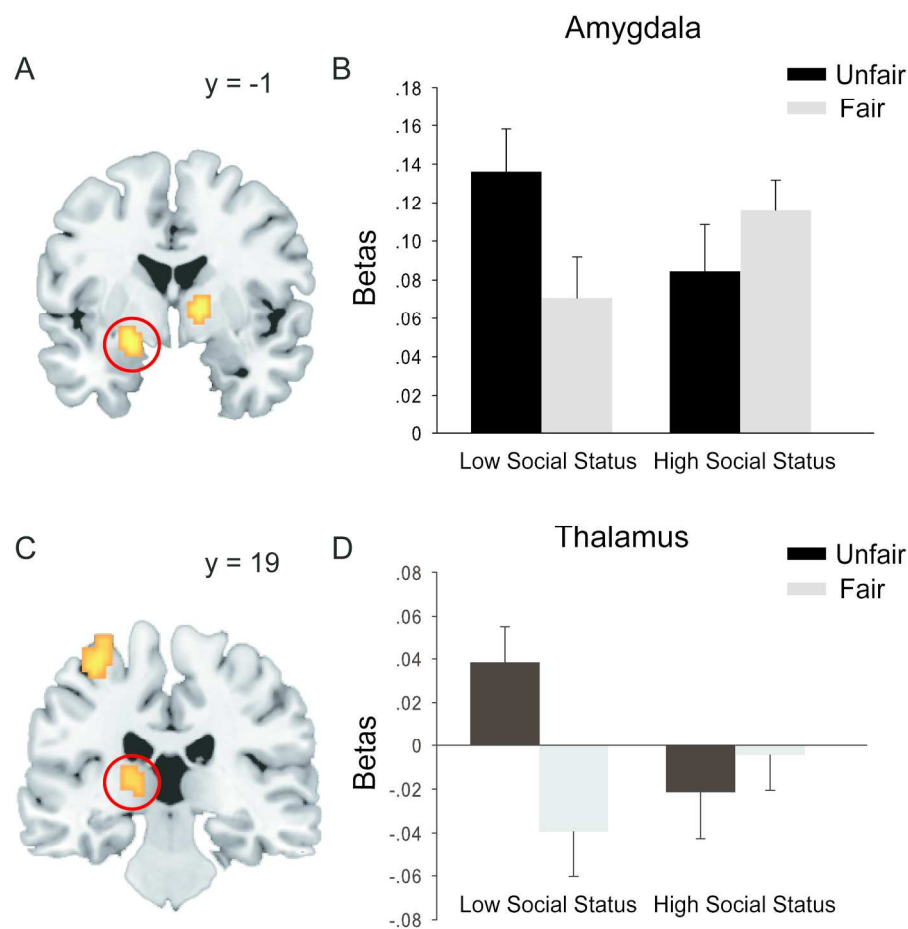 Amygdala
A
y = -1
B
Unfair
Fair
.18
.16
.14
.12
.10
.08
.06
.04
.02
0
Betas
Low Social Status
High Social Status
C
y = 19
D
Thalamus
Unfair
Fair
.08
.06
.04
.02
0
-.02
-.04
-.06
-.08
Betas
Low Social Status
High Social Status